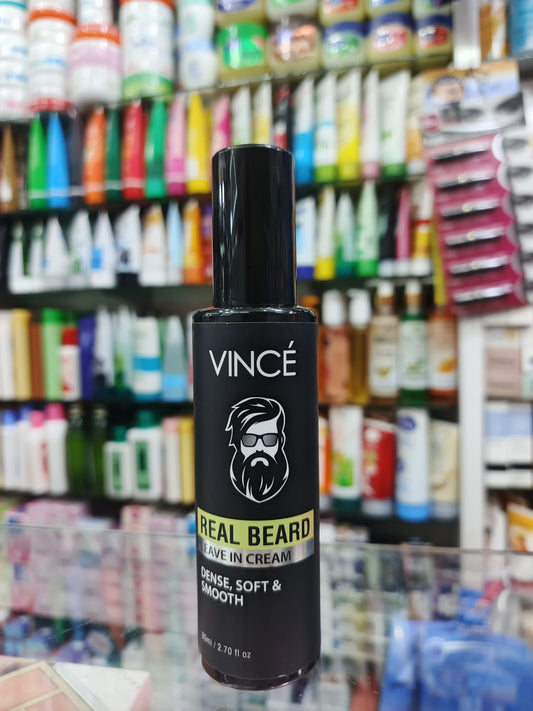 VINCÉ
REAL BEARD
LEAVE IN CREAM
DENSE, SOFT &
SMOOTH
80ml / 2.70 fl oz